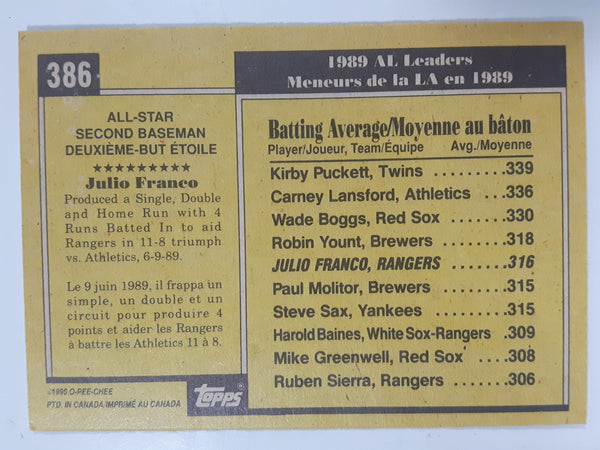 386
ALL-STAR
SECOND BASEMAN
DEUXIÈME-BUT ÉTOILE
★★★★★★★★★
Julio Franco
Produced a Single, Double
and Home Run with 4
Runs Batted In to aid
Rangers in 11-8 triumph
vs. Athletics, 6-9-89.
Le 9 juin 1989, il frappa un
simple, un double et un
circuit pour produire 4
points et aider les Rangers
à battre les Athletics 11 à 8.
©1990 O-PEE-CHEE
PTD. IN CANADA/IMPRIMÉ AU CANADA
topps®
1989 AL Leaders
Meneurs de la LA en 1989
Batting Average/Moyenne au bâton
Player/Joueur, Team/Équipe Avg./Moyenne
Kirby Puckett, Twins .........339
Carney Lansford, Athletics ...336
Wade Boggs, Red Sox .......330
Robin Yount, Brewers .......318
JULIO FRANCO, RANGERS ....316
Paul Molitor, Brewers .......315
Steve Sax, Yankees .........315
Harold Baines, White Sox-Rangers .309
Mike Greenwell, Red Sox ....308
Ruben Sierra, Rangers ......306